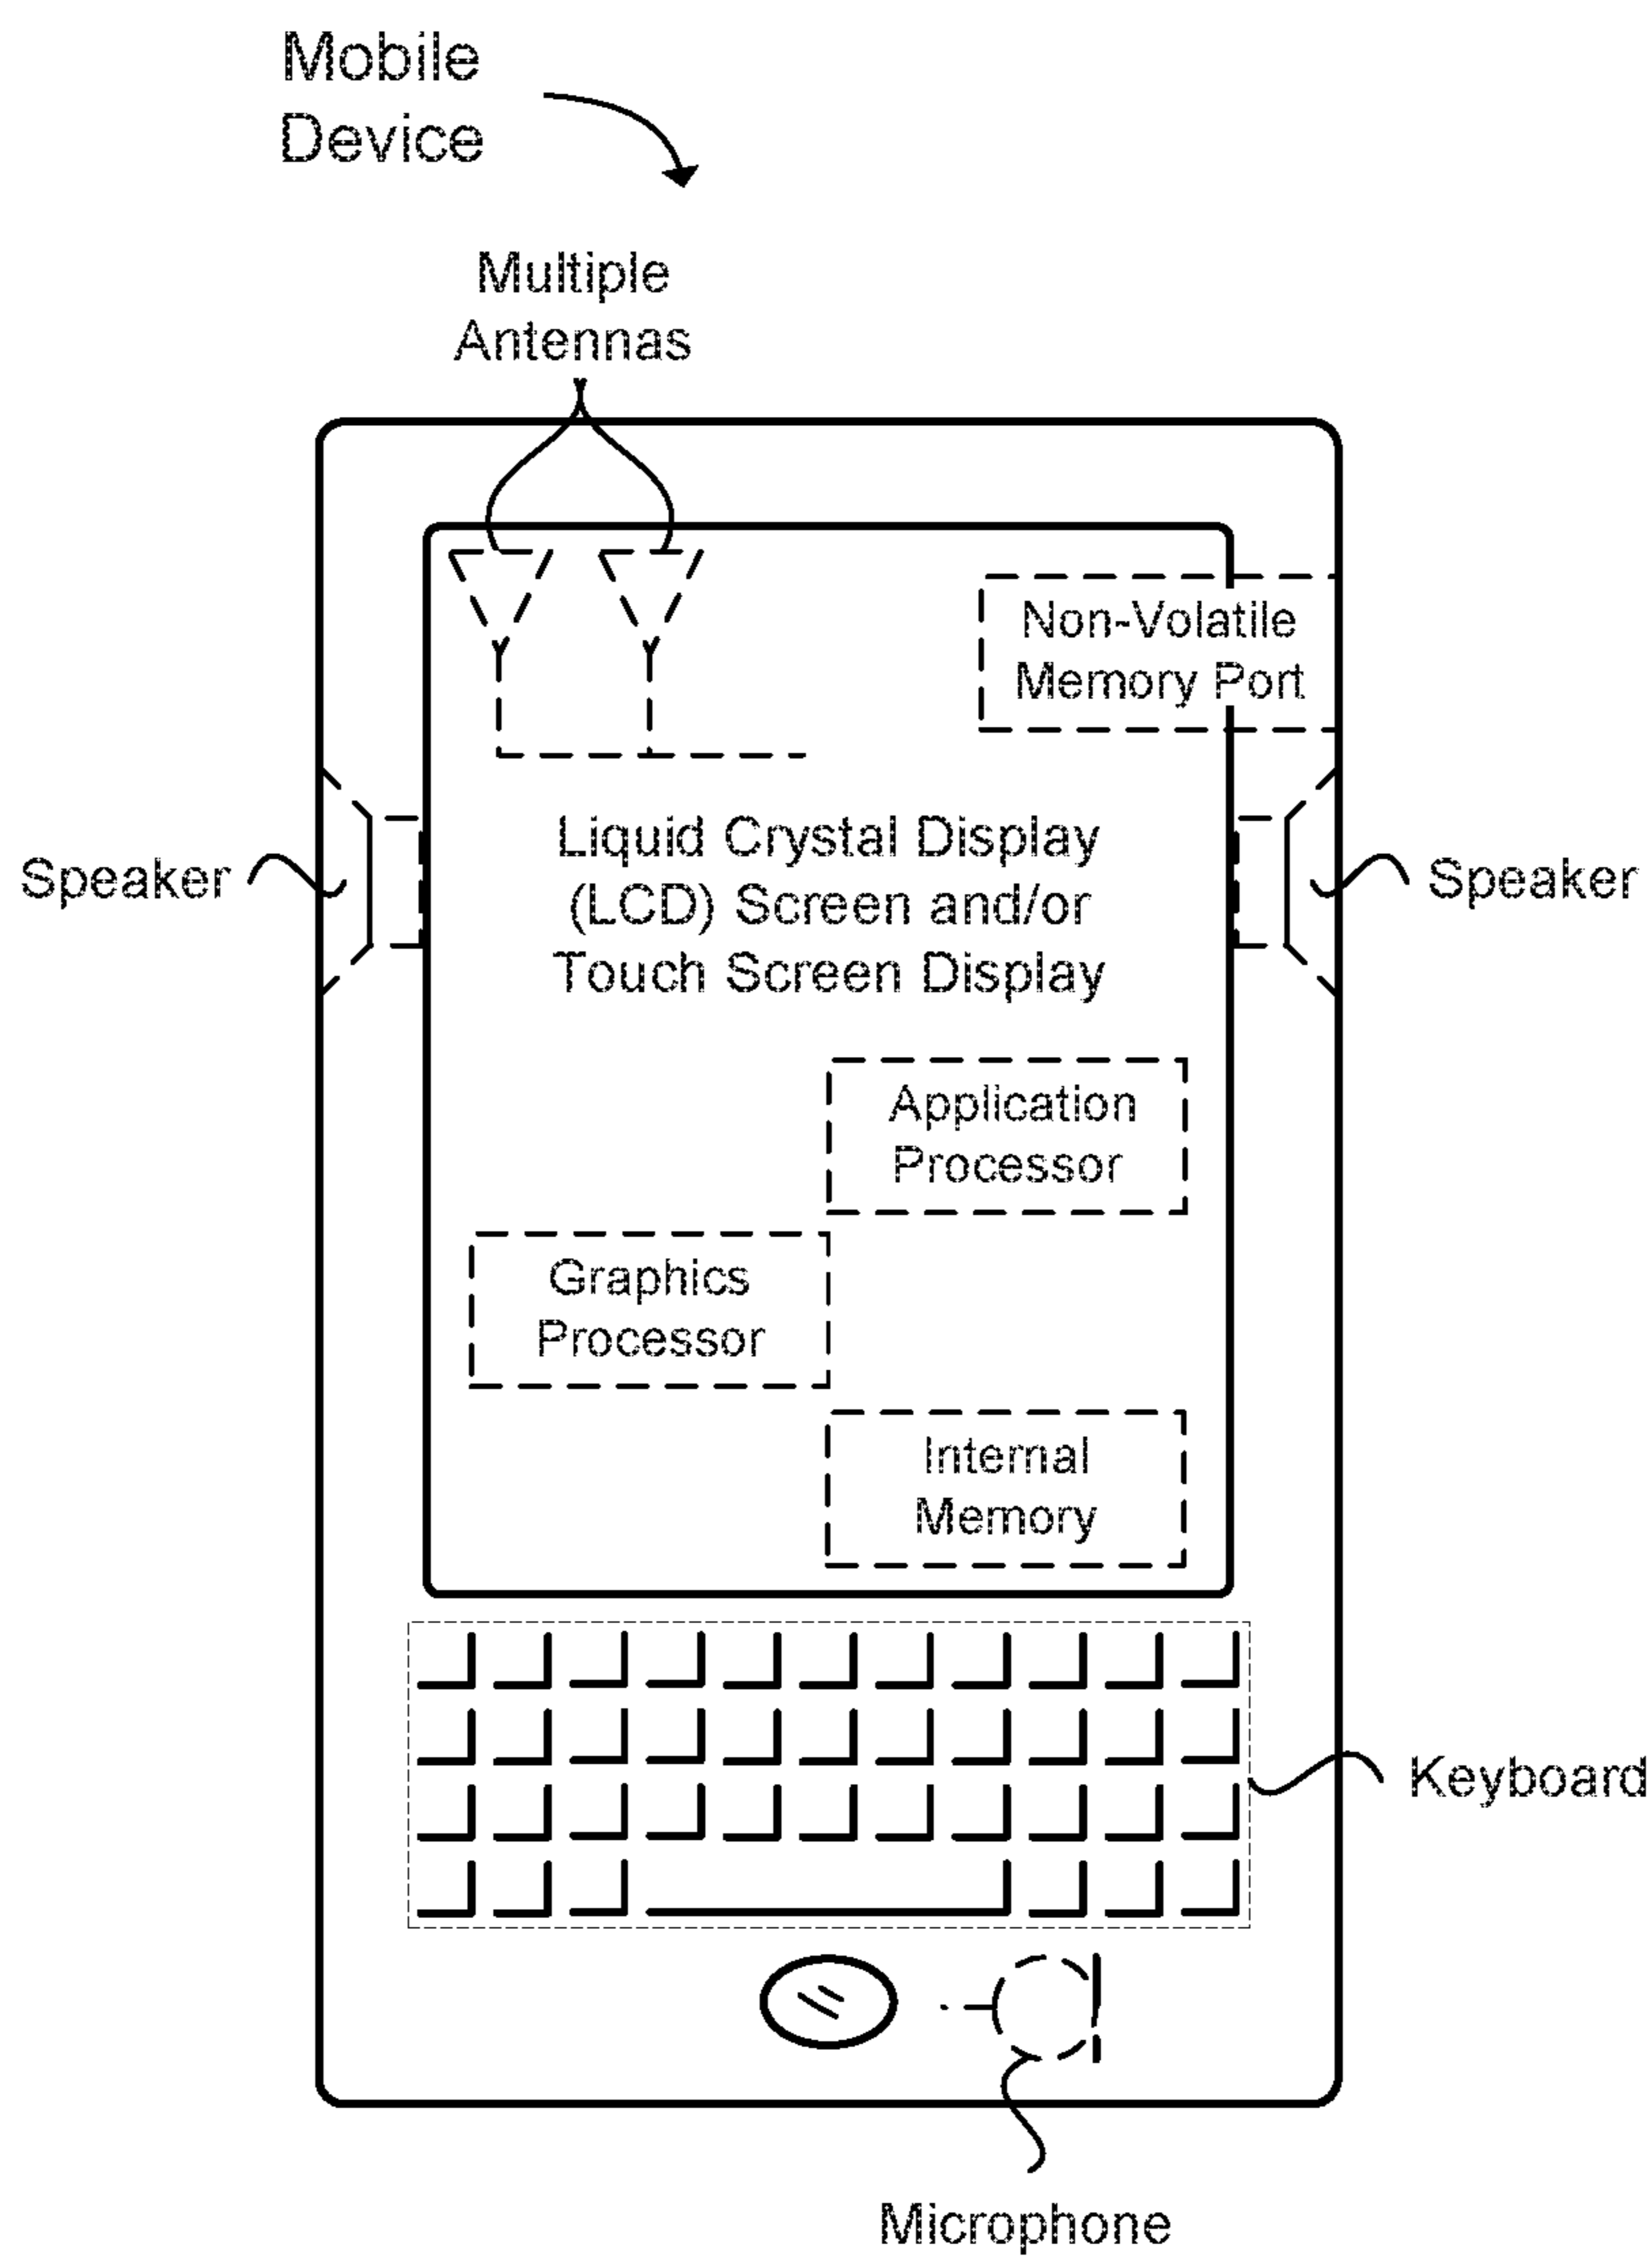 Mobile
Device
Multiple
Antennas
Non-Volatile
Memory Port
Speaker
Liquid Crystal Display
(LCD) Screen and/or
Touch Screen Display
Speaker
Application
Processor
Graphics
Processor
Internal
Memory
Keyboard
Microphone